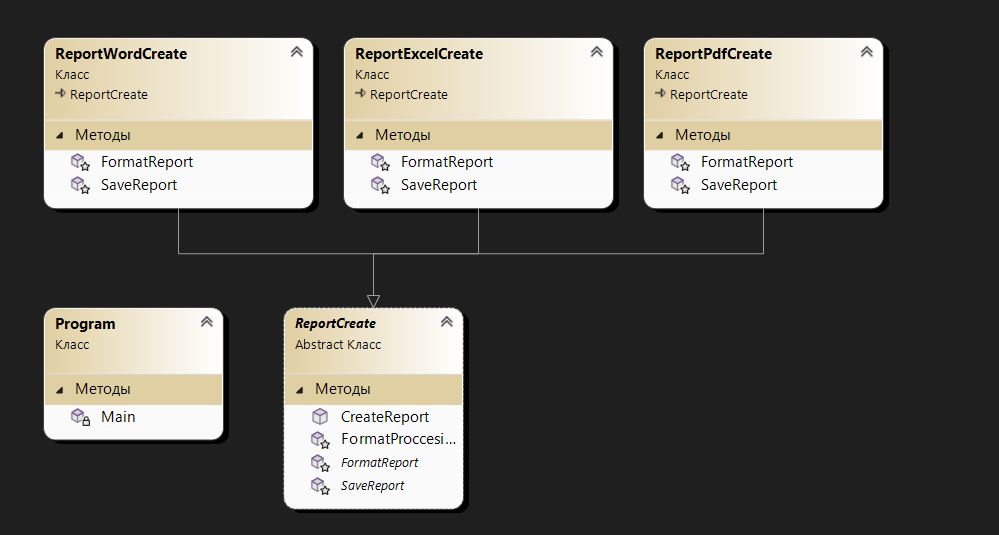 ReportWordCreate
Класс
ReportCreate
Методы
FormatReport
SaveReport
ReportExcelCreate
Класс
ReportCreate
Методы
FormatReport
SaveReport
ReportPdfCreate
Класс
ReportCreate
Методы
FormatReport
SaveReport
Program
Класс
Методы
Main
ReportCreate
Abstract Класс
Методы
CreateReport
FormatProccesi...
FormatReport
SaveReport